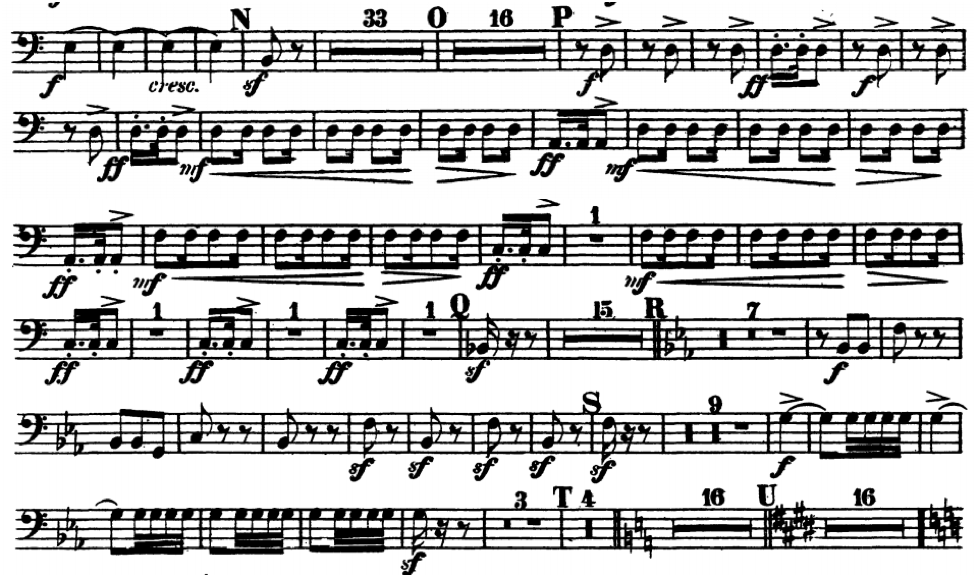 N 33 O 16 P
f cresc. sf f ff f
ff mf ff mf
1
ff mf ff mf
1 1 1 Q 15 R 7
ff ff ff sf f
S 9
sf sf sf sf sf f
3 T 4 16 U 16
sf